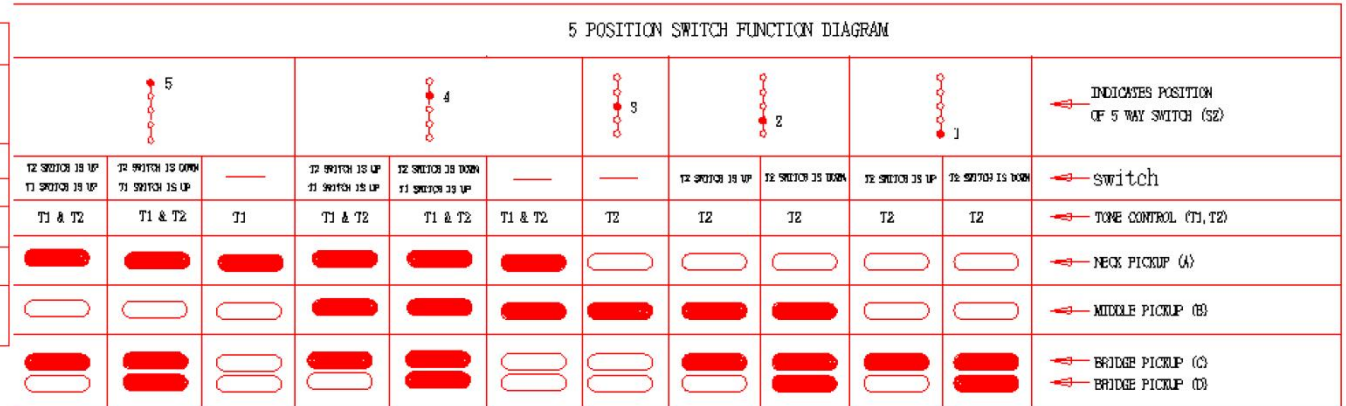 5 POSITION SWITCH FUNCTION DIAGRAM
5
4
3
2
1
INDICATES POSITION
OF 5 WAY SWITCH (S2)
T2 SWITCH IS UP
T1 SWITCH IS UP
T2 SWITCH IS DOWN
T1 SWITCH IS UP
T2 SWITCH IS UP
T1 SWITCH IS UP
T2 SWITCH IS DOWN
T1 SWITCH IS UP
T2 SWITCH IS UP
T2 SWITCH IS DOWN
T2 SWITCH IS UP
T2 SWITCH IS DOWN
switch
T1 & T2
T1 & T2
T1
T1 & T2
T1 & T2
T1 & T2
T2
T2
T2
T2
T2
TONE CONTROL (T1,T2)
NECK PICKUP (A)
MIDDLE PICKUP (B)
BRIDGE PICKUP (C)
BRIDGE PICKUP (D)